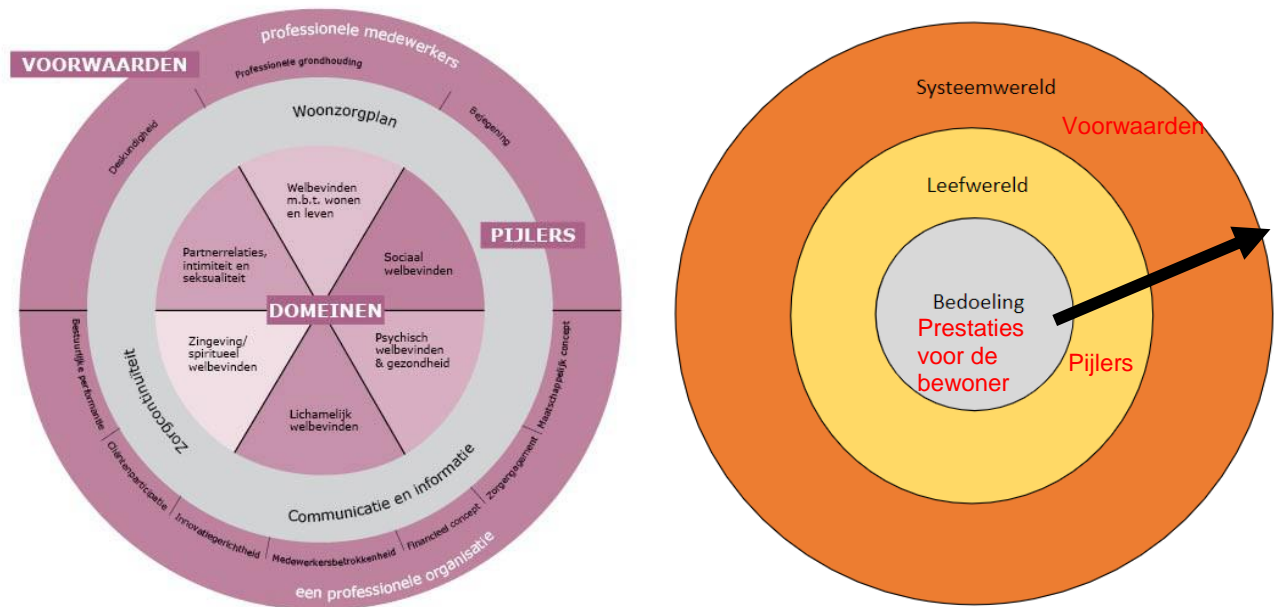 professionele medewerkers
VOORWAARDEN
Professionele grondhouding
Deskundigheid
Bejegening
Woonzorgplan
Welbevinden
m.b.t. wonen
en leven
PIJLERS
Partnerrelaties,
intimiteit en
seksualiteit
Sociaal
welbevinden
DOMEINEN
Zingeving/
spiritueel
welbevinden
Psychisch
welbevinden
& gezondheid
Lichamelijk
welbevinden
Zorgcontinuïteit
Communicatie en informatie
Bestuurlijke performantie
Cliëntenparticipatie
Innovatiegerichtheid
Medewerkersbetrokkenheid
Financieel concept
Zorgengagement
Maatschappelijk concept
een professionele organisatie
Systeemwereld
Voorwaarden
Leefwereld
Bedoeling
Prestaties
voor de
bewoner
Pijlers